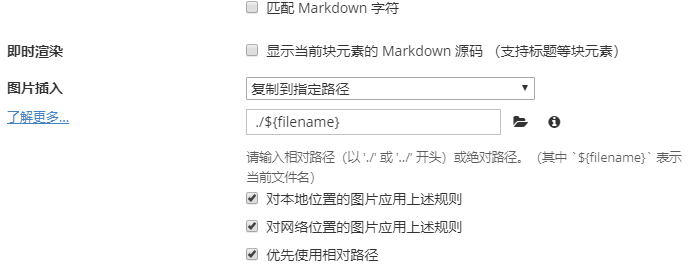 匹配 Markdown 字符
即时渲染
显示当前块元素的 Markdown 源码 （支持标题等块元素）
图片插入
复制到指定路径
了解更多...
./${filename}
请输入相对路径（以 './' 或 '../' 开头）或绝对路径。（其中 `${filename}` 表示
当前文件名）
对本地位置的图片应用上述规则
对网络位置的图片应用上述规则
优先使用相对路径